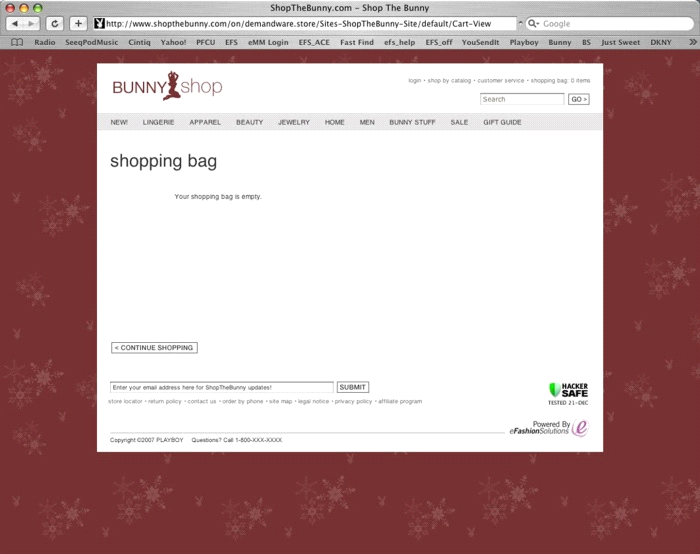 ShopTheBunny.com – Shop The Bunny
http://www.shopthebunny.com/on/demandware.store/Sites-ShopTheBunny-Site/default/Cart-View
Google
Radio SeeqPodMusic Cintiq Yahoo! PFCU EFS eMM Login EFS_ACE Fast Find efs_help EFS_off YouSendIt Playboy Bunny BS Just Sweet DKNY
BUNNY shop
login • shop by catalog • customer service • shopping bag: 0 items
Search GO >
NEW! LINGERIE APPAREL BEAUTY JEWELRY HOME MEN BUNNY STUFF SALE GIFT GUIDE
shopping bag
Your shopping bag is empty.
< CONTINUE SHOPPING
Enter your email address here for ShopTheBunny updates! SUBMIT
store locator • return policy • contact us • order by phone • site map • legal notice • privacy policy • affiliate program
HACKER
SAFE
TESTED 21-DEC
Powered By
eFashionSolutions e
Copyright ©2007 PLAYBOY Questions? Call 1-800-XXX-XXXX